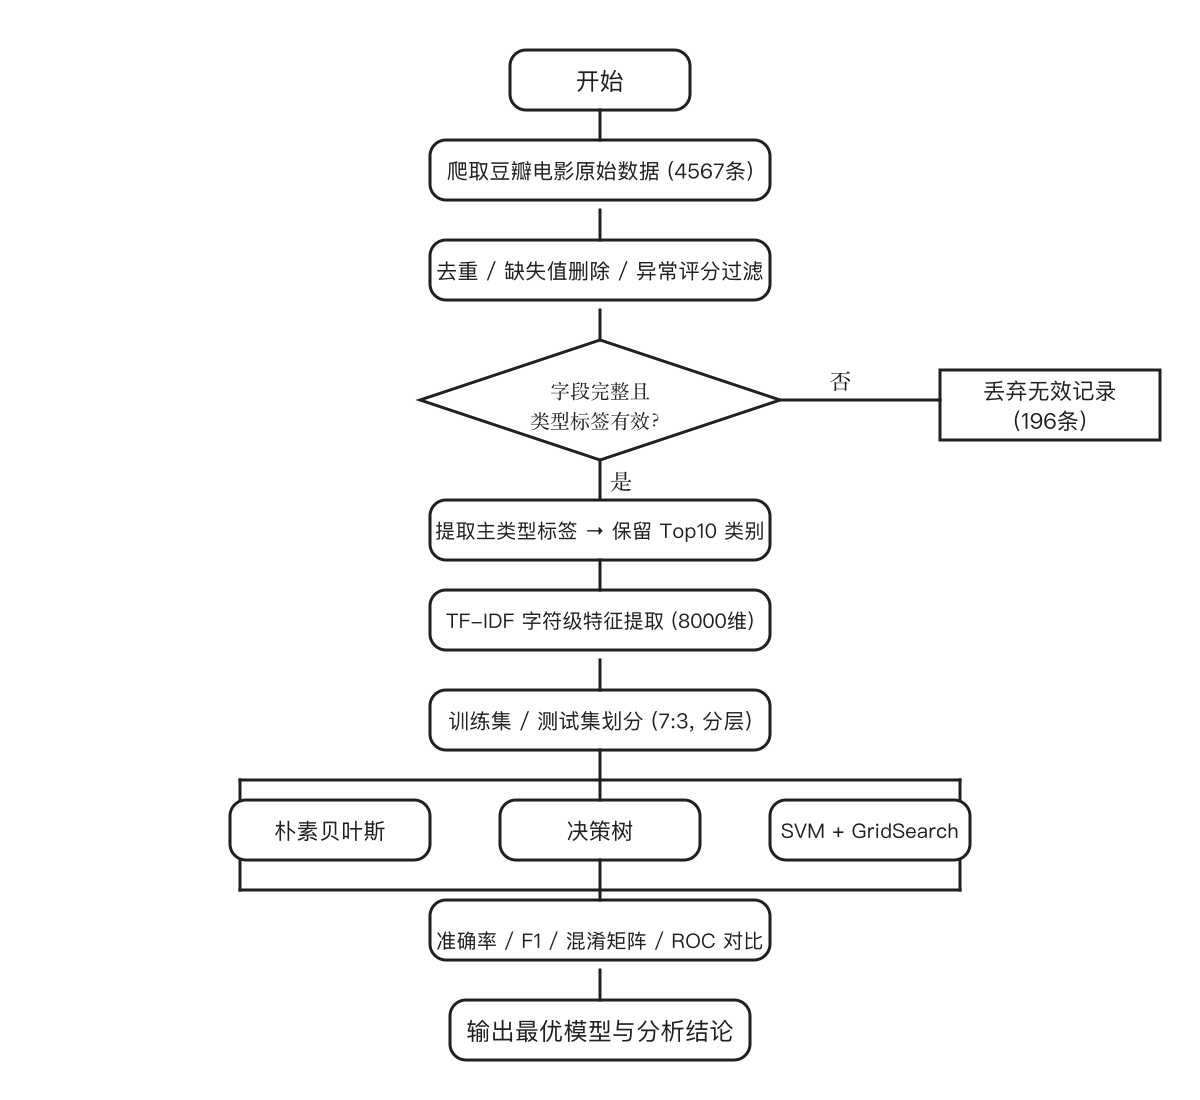 开始
爬取豆瓣电影原始数据 (4567条)
去重 / 缺失值删除 / 异常评分过滤
字段完整且
类型标签有效?
否
丢弃无效记录
(196条)
是
提取主类型标签 → 保留 Top10 类别
TF-IDF 字符级特征提取 (8000维)
训练集 / 测试集划分 (7:3, 分层)
朴素贝叶斯
决策树
SVM + GridSearch
准确率 / F1 / 混淆矩阵 / ROC 对比
输出最优模型与分析结论